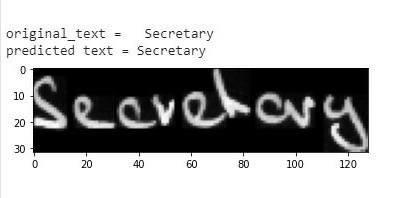 original_text =   Secretary
predicted text = Secretary
0
10
20
30
Secretary
0 20 40 60 80 100 120